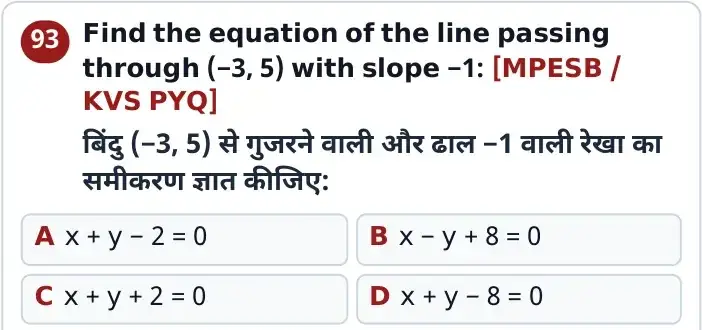 93 Find the equation of the line passing
through (−3, 5) with slope −1: [MPESB /
KVS PYQ]
बिंदु (−3, 5) से गुजरने वाली और ढाल −1 वाली रेखा का
समीकरण ज्ञात कीजिए:
A x + y − 2 = 0
B x − y + 8 = 0
C x + y + 2 = 0
D x + y − 8 = 0